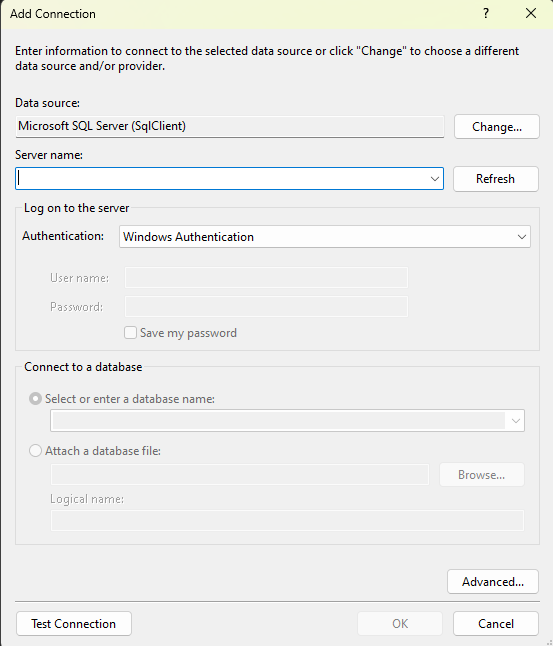 Add Connection
?
Enter information to connect to the selected data source or click "Change" to choose a different
data source and/or provider.
Data source:
Microsoft SQL Server (SqlClient)
Change...
Server name:
Refresh
Log on to the server
Authentication:
Windows Authentication
User name:
Password:
Save my password
Connect to a database
Select or enter a database name:
Attach a database file:
Browse...
Logical name:
Advanced...
Test Connection
OK
Cancel